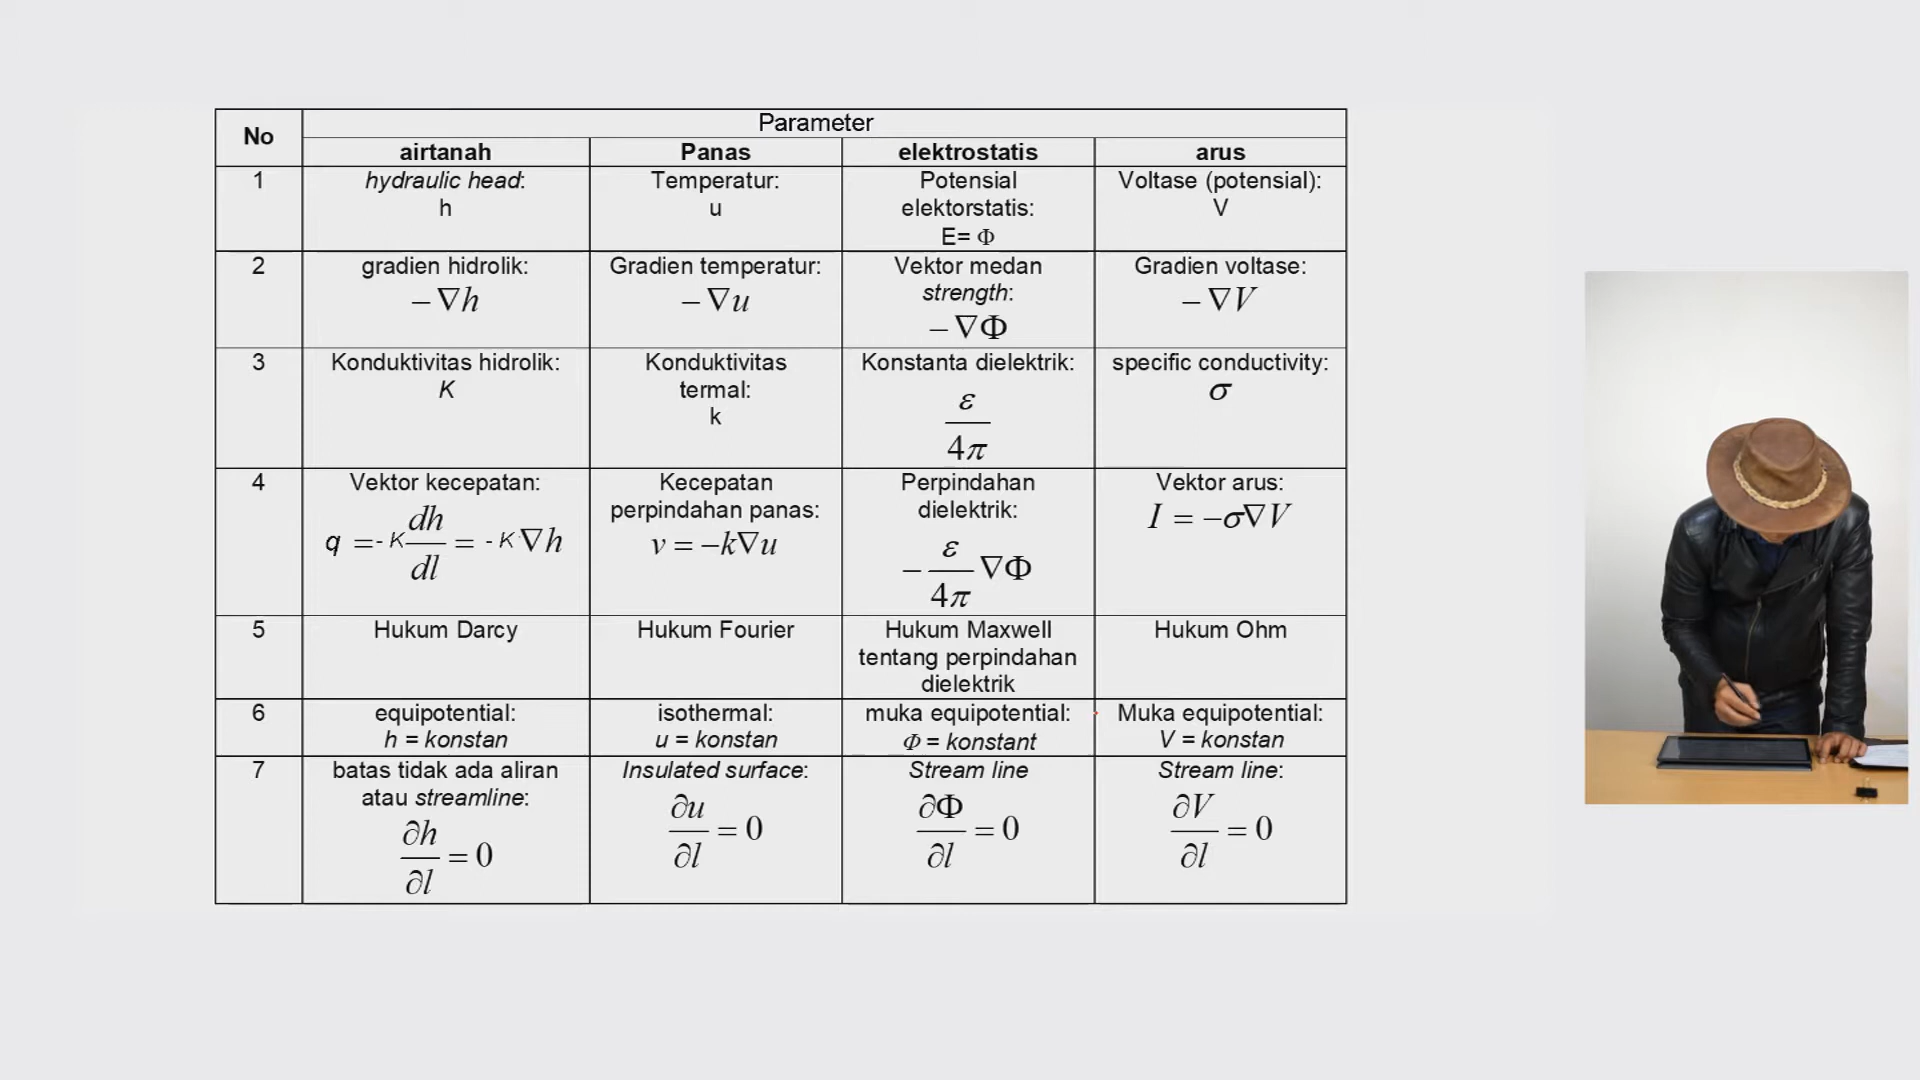 No
Parameter
airtanah
Panas
elektrostatis
arus
1
hydraulic head:
h
Temperatur:
u
Potensial
elektorstatis:
E= Φ
Voltase (potensial):
V
2
gradien hidrolik:
− ∇h
Gradien temperatur:
− ∇u
Vektor medan
strength:
− ∇Φ
Gradien voltase:
− ∇V
3
Konduktivitas hidrolik:
K
Konduktivitas
termal:
k
Konstanta dielektrik:
ε
4π
specific conductivity:
σ
4
Vektor kecepatan:
q = - K dh/dl = - K ∇h
Kecepatan
perpindahan panas:
v = −k∇u
Perpindahan
dielektrik:
− ε/4π ∇Φ
Vektor arus:
I = −σ∇V
5
Hukum Darcy
Hukum Fourier
Hukum Maxwell
tentang perpindahan
dielektrik
Hukum Ohm
6
equipotential:
h = konstan
isothermal:
u = konstan
muka equipotential:
Φ = konstant
Muka equipotential:
V = konstan
7
batas tidak ada aliran
atau streamline:
∂h/∂l = 0
Insulated surface:
∂u/∂l = 0
Stream line
∂Φ/∂l = 0
Stream line:
∂V/∂l = 0